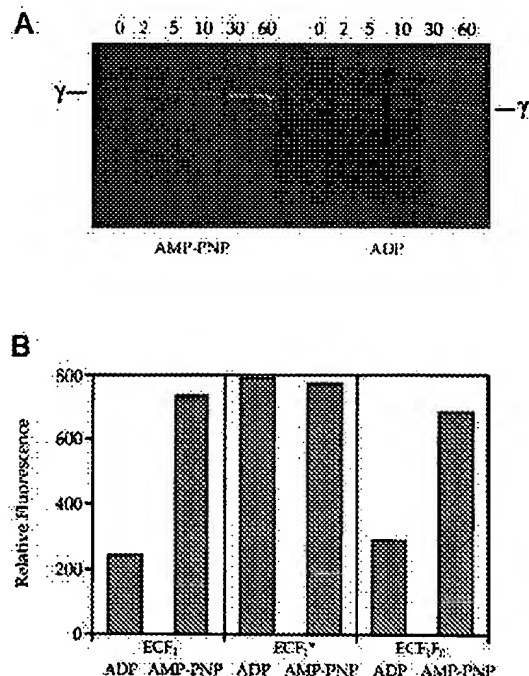 A
0 2 5 10 30 60 0 2 5 10 30 60
γ
γ
AMP-PNP
ADP
B
800
600
400
200
0
Relative Fluorescence
ECF₁
ECF₁*
ECF₁F₀
ADP AMP-PNP ADP AMP-PNP ADP AMP-PNP